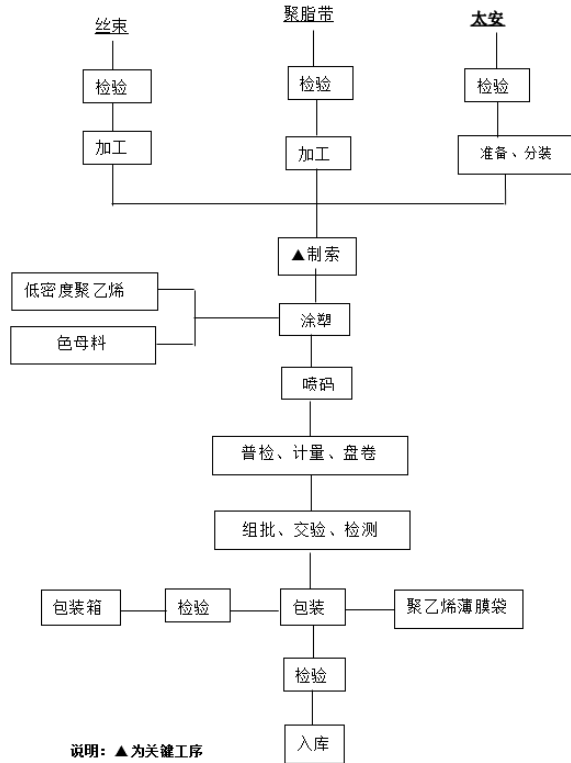 丝束
聚脂带
太安
检验
检验
检验
加工
加工
准备、分装
▲制索
低密度聚乙烯
涂塑
色母料
喷码
普检、计量、盘卷
组批、交验、检测
包装箱
检验
包装
聚乙烯薄膜袋
检验
入库
说明：▲为关键工序